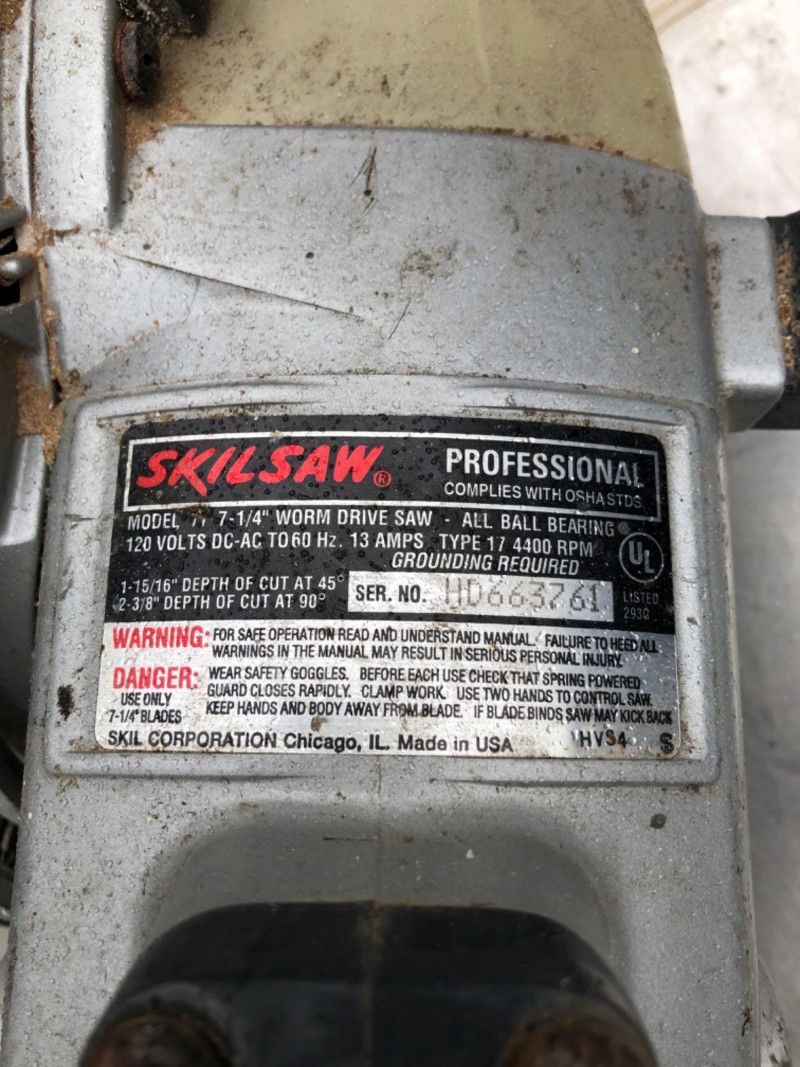 SKILSAW®
PROFESSIONAL
COMPLIES WITH OSHA STDS.
MODEL 77 7-1/4" WORM DRIVE SAW - ALL BALL BEARING
120 VOLTS DC-AC TO 60 Hz. 13 AMPS TYPE 17 4400 RPM
GROUNDING REQUIRED
UL
LISTED
293G
1-15/16" DEPTH OF CUT AT 45°
2-3/8" DEPTH OF CUT AT 90°
SER. NO. HD663761
WARNING: FOR SAFE OPERATION READ AND UNDERSTAND MANUAL. FAILURE TO HEED ALL
WARNINGS IN THE MANUAL MAY RESULT IN SERIOUS PERSONAL INJURY.
DANGER: WEAR SAFETY GOGGLES. BEFORE EACH USE CHECK THAT SPRING POWERED
GUARD CLOSES RAPIDLY. CLAMP WORK. USE TWO HANDS TO CONTROL SAW.
KEEP HANDS AND BODY AWAY FROM BLADE. IF BLADE BINDS SAW MAY KICK BACK
USE ONLY
7-1/4" BLADES
SKIL CORPORATION Chicago, IL. Made in USA HVS4 S